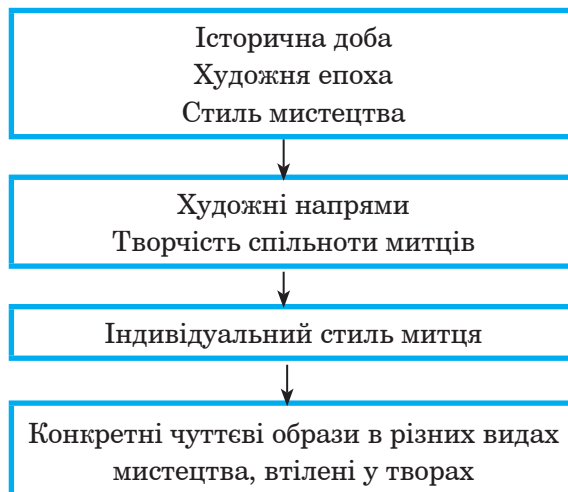 Історична доба
Художня епоха
Стиль мистецтва
Художні напрями
Творчість спільноти митців
Індивідуальний стиль митця
Конкретні чуттєві образи в різних видах
мистецтва, втілені у творах